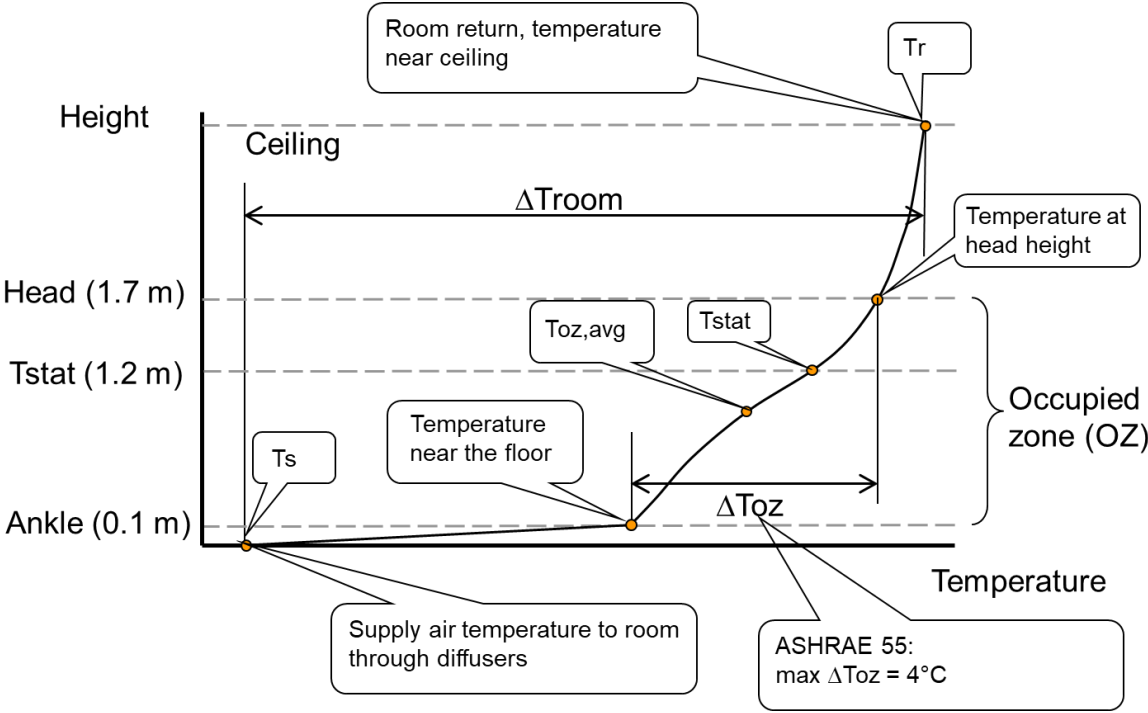 Room return, temperature
near ceiling
Tr
Height
Ceiling
ΔTroom
Temperature at
head height
Head (1.7 m)
Toz,avg
Tstat
Tstat (1.2 m)
Occupied
zone (OZ)
Temperature
near the floor
Ts
ΔToz
Ankle (0.1 m)
Temperature
Supply air temperature to room
through diffusers
ASHRAE 55:
max ΔToz = 4°C